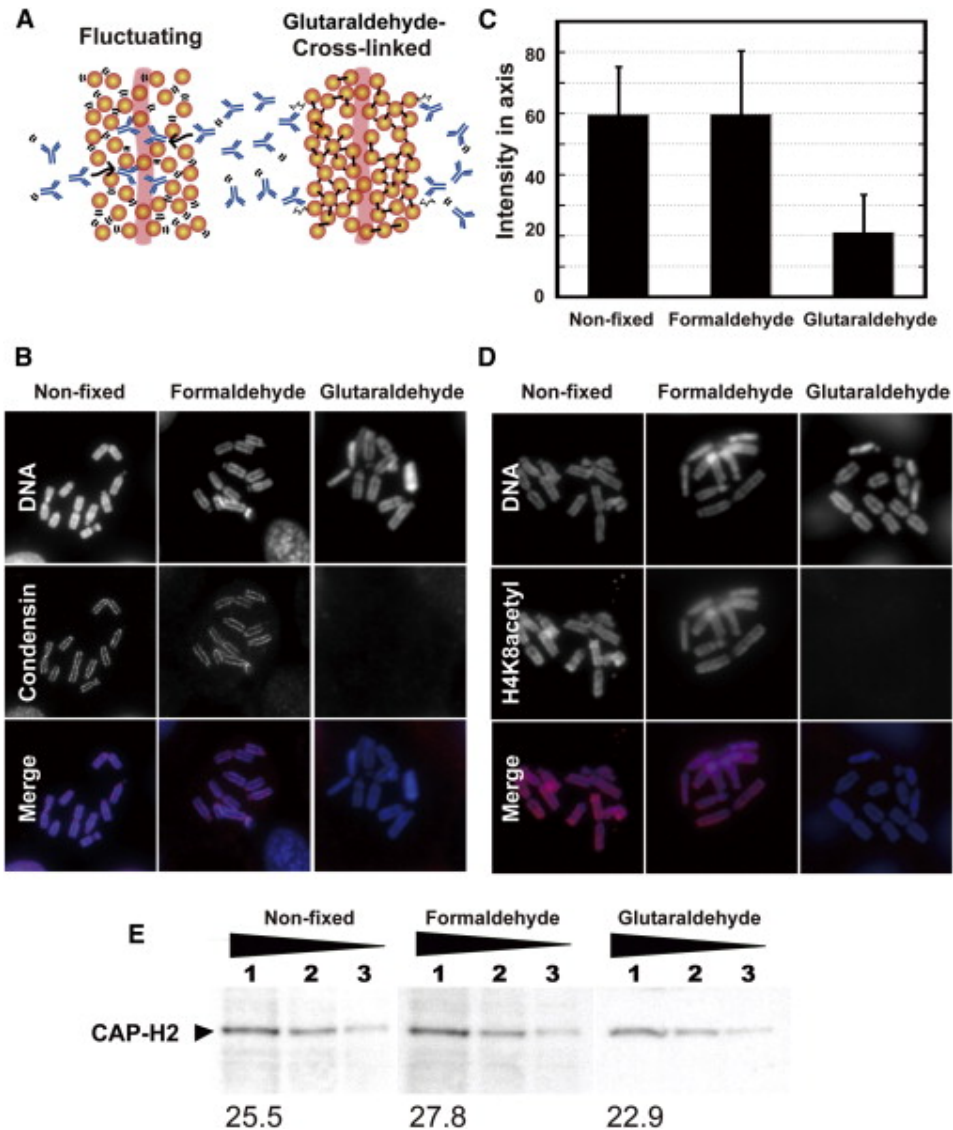 A
Fluctuating
Glutaraldehyde-
Cross-linked
C
Intensity in axis
80
60
40
20
0
Non-fixed Formaldehyde Glutaraldehyde
B
Non-fixed Formaldehyde Glutaraldehyde
DNA
Condensin
Merge
D
Non-fixed Formaldehyde Glutaraldehyde
DNA
H4K8acetyl
Merge
E
Non-fixed Formaldehyde Glutaraldehyde
1 2 3 1 2 3 1 2 3
CAP-H2
25.5 27.8 22.9